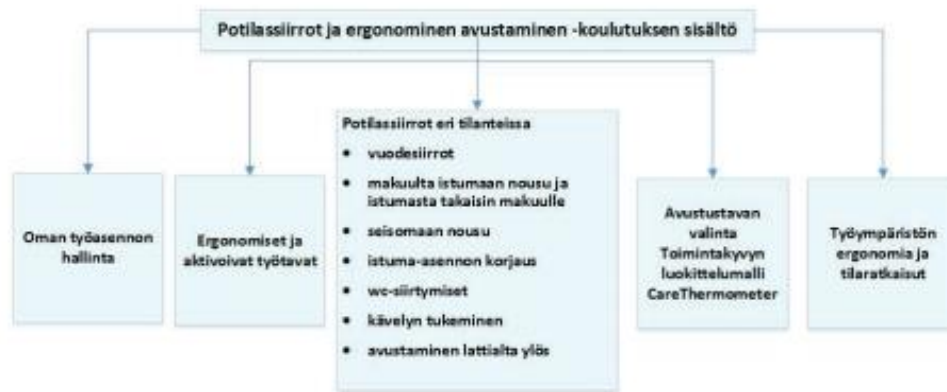 Potilassiirrot ja ergonominen avustaminen -koulutuksen sisältö
Oman työasennon
hallinta
Ergonomiset ja
aktivoivat työtavat
Potilassiirrot eri tilanteissa
• vuodesiirrot
• makuulta istumaan nousu ja
istumasta takaisin makuulle
• seisomaan nousu
• istuma-asennon korjaus
• wc-siirtymiset
• kävelyn tukeminen
• avustaminen lattialta ylös
Avustustavan
valinta
Toimintakyvyn
luokittelumalli
CareThermometer
Työympäristön
ergonomia ja
tilaratkaisut